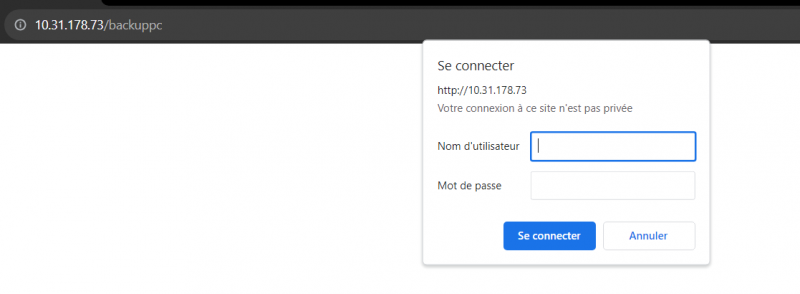 10.31.178.73/backuppc
Se connecter
http://10.31.178.73
Votre connexion à ce site n'est pas privée
Nom d'utilisateur
Mot de passe
Se connecter Annuler